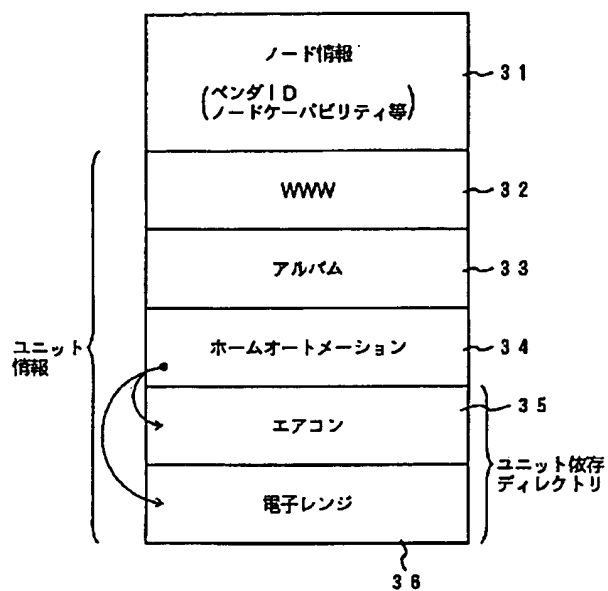 ノード情報
31
(ベンダID
ノードケーパビリティ等)
WWW
32
アルバム
33
ホームオートメーション
34
ユニット
情報
35
エアコン
ユニット依存
ディレクトリ
電子レンジ
36